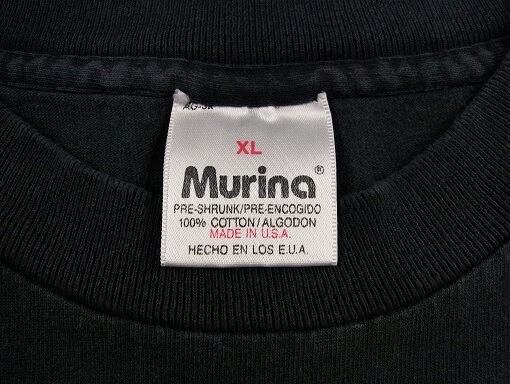 XL
Murina®
PRE-SHRUNK/PRE-ENCOGIDO
100% COTTON/ALGODON
MADE IN U.S.A.
HECHO EN LOS E.U.A.